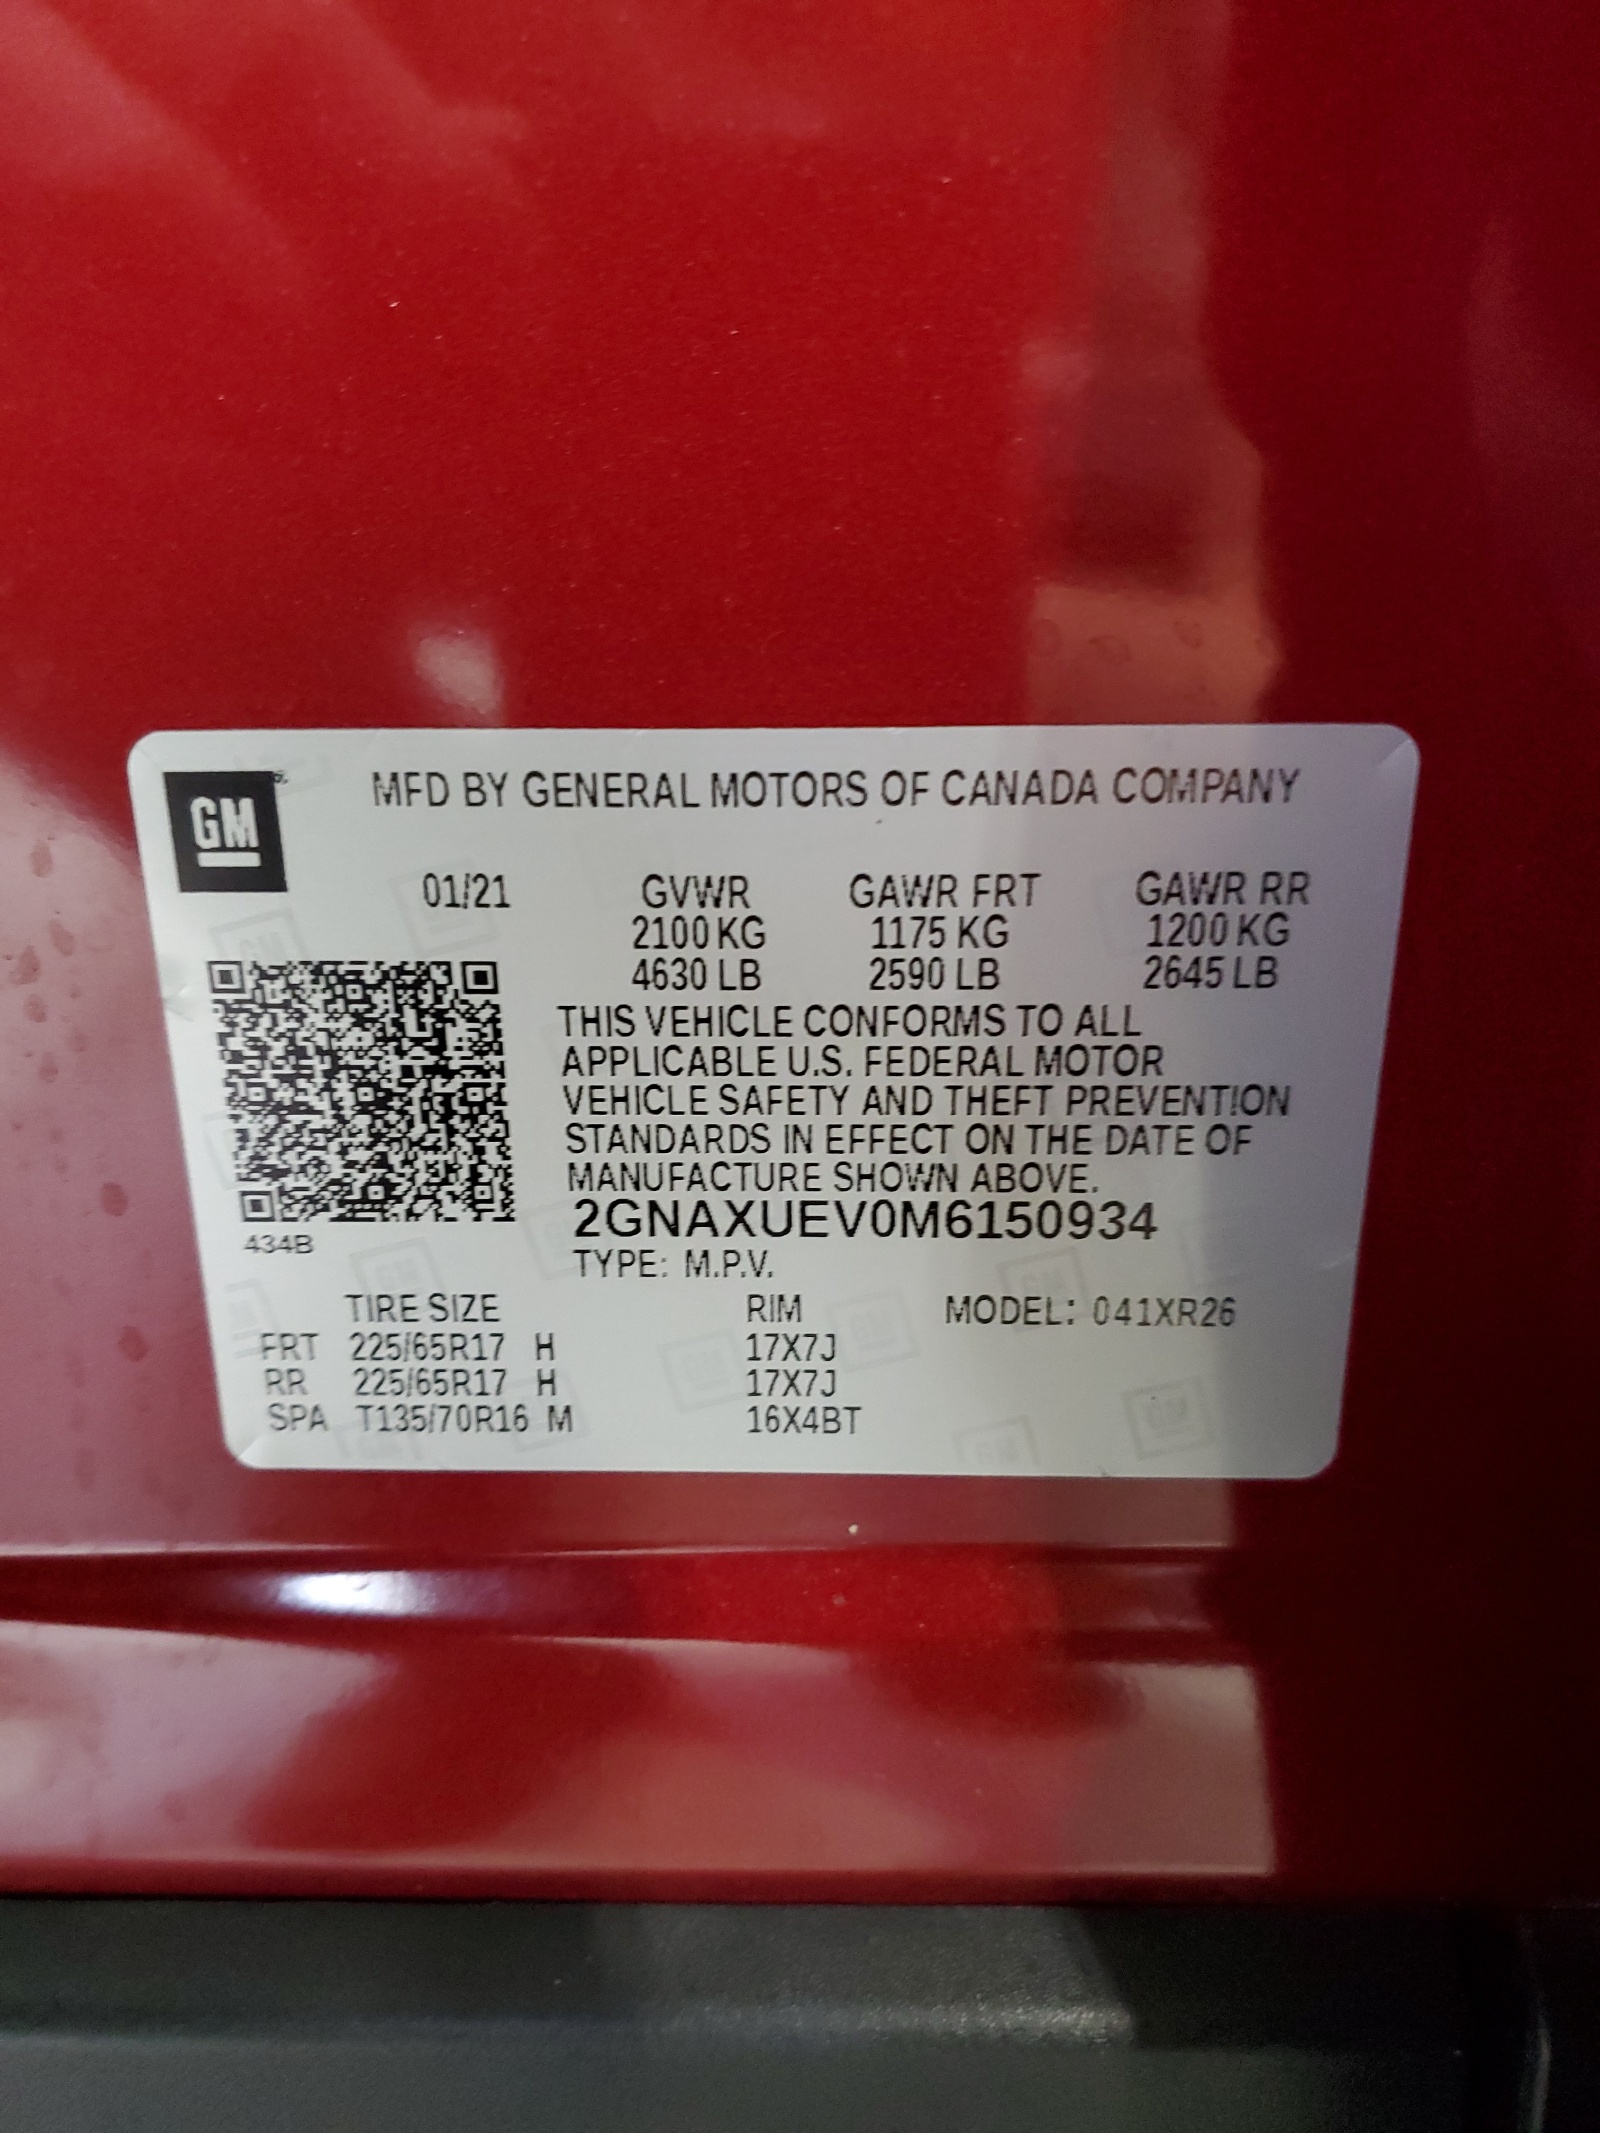 GM
MFD BY GENERAL MOTORS OF CANADA COMPANY
01/21 GVWR GAWR FRT GAWR RR
2100 KG 1175 KG 1200 KG
4630 LB 2590 LB 2645 LB
THIS VEHICLE CONFORMS TO ALL
APPLICABLE U.S. FEDERAL MOTOR
VEHICLE SAFETY AND THEFT PREVENTION
STANDARDS IN EFFECT ON THE DATE OF
MANUFACTURE SHOWN ABOVE.
2GNAXUEV0M6150934
434B
TYPE: M.P.V.
TIRE SIZE RIM MODEL: 041XR26
FRT 225/65R17 H 17X7J
RR 225/65R17 H 17X7J
SPA T135/70R16 M 16X4BT